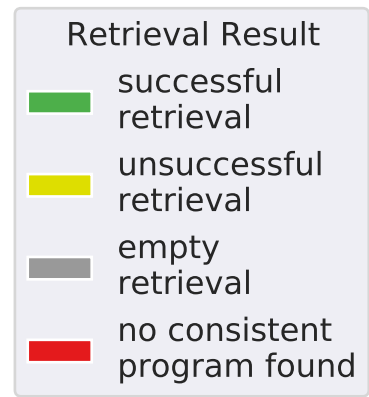 Retrieval Result
successful
retrieval
unsuccessful
retrieval
empty
retrieval
no consistent
program found